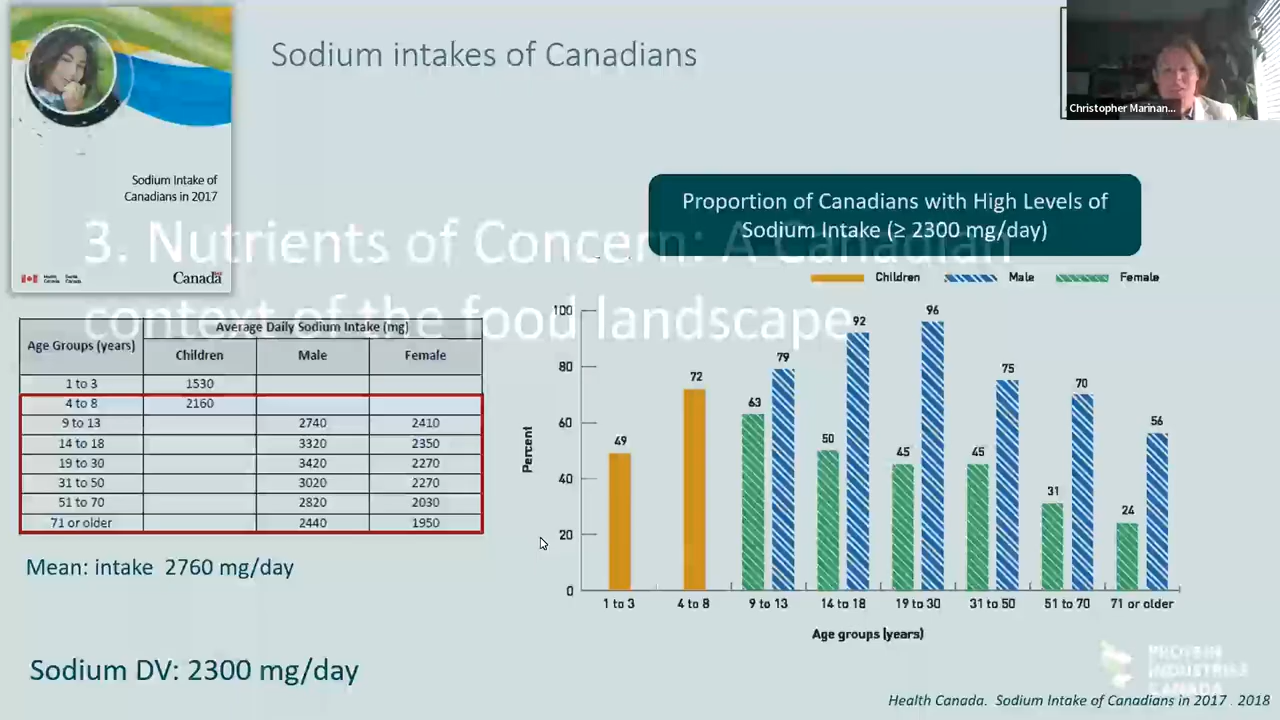 Sodium intakes of Canadians
Christopher Marinan...
Sodium Intake of
Canadians in 2017
Canada
3. Nutrients of Concern: A Canadian
context of the food landscape
Proportion of Canadians with High Levels of
Sodium Intake (≥ 2300 mg/day)
Age Groups (years) Average Daily Sodium Intake (mg)
Children Male Female
1 to 3 1530
4 to 8 2160
9 to 13 2740 2410
14 to 18 3320 2350
19 to 30 3420 2270
31 to 50 3020 2270
51 to 70 2820 2030
71 or older 2440 1950
Mean: intake 2760 mg/day
Sodium DV: 2300 mg/day
Children Male Female
Percent
100
80
60
40
20
0
49
72
63 79
50 92
45 96
45 75
31 70
24 56
1 to 3 4 to 8 9 to 13 14 to 18 19 to 30 31 to 50 51 to 70 71 or older
Age groups (years)
PROTEIN
INDUSTRIES
CANADA
Health Canada. Sodium Intake of Canadians in 2017 . 2018